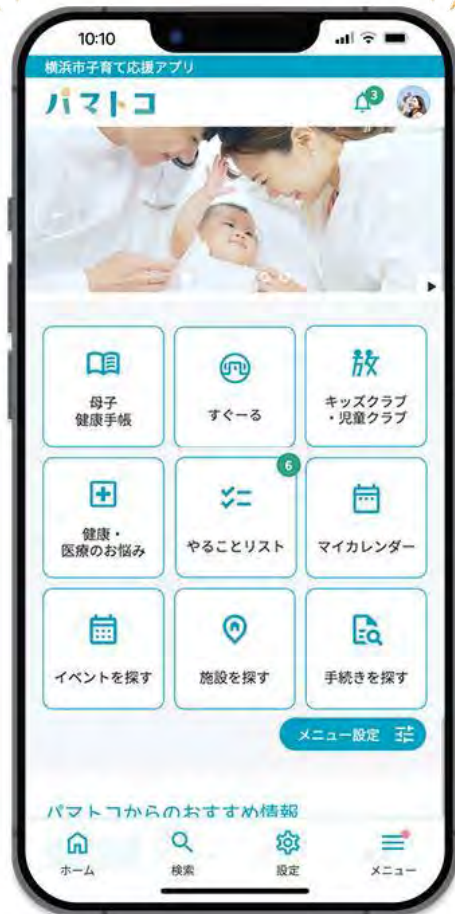 10:10
横浜市子育て応援アプリ
パマトコ
3
母子
健康手帳
すぐーる
放
キッズクラブ
・児童クラブ
健康・
医療のお悩み
6
やることリスト
マイカレンダー
イベントを探す
施設を探す
手続きを探す
メニュー設定
パマトコからのおすすめ情報
ホーム
検索
設定
メニュー